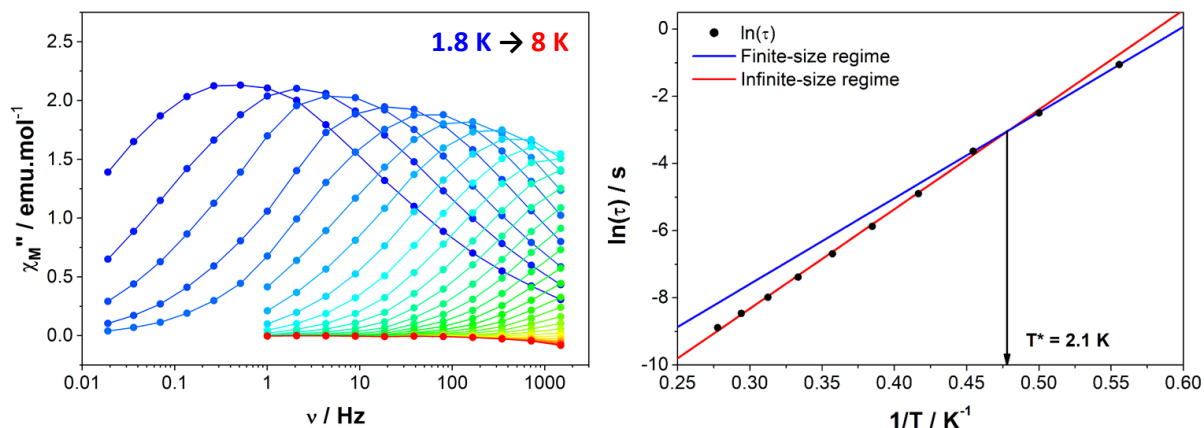 1.8 K → 8 K
χM'' / emu.mol-1
2.0
1.5
1.0
0.5
0.0
0.01 0.1 1 10 100 1000
ν / Hz
ln(τ)
Finite-size regime
Infinite-size regime
ln(τ) / s
0
-2
-4
-6
-8
-10
T* = 2.1 K
0.25 0.30 0.35 0.40 0.45 0.50 0.55 0.60
1/T / K-1